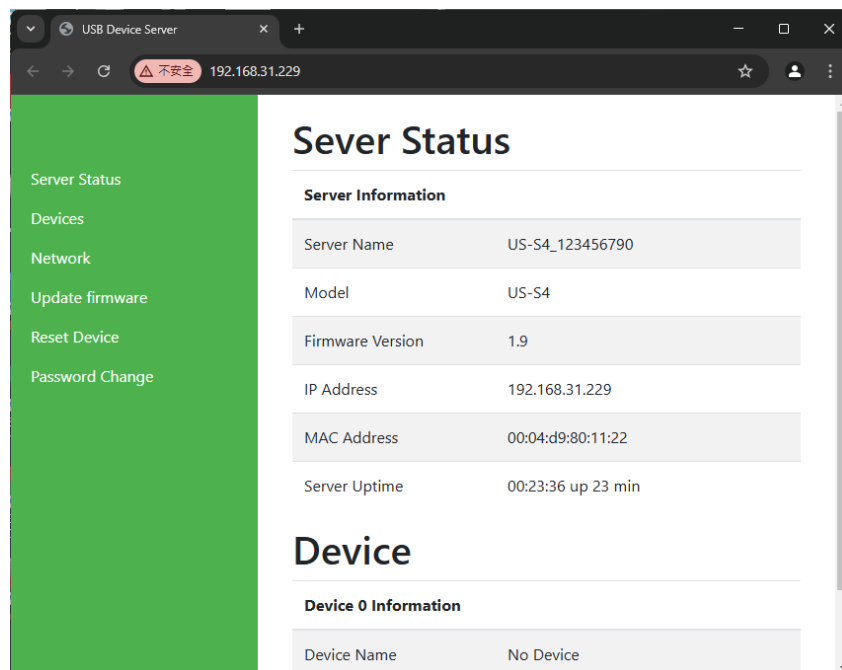 USB Device Server
不安全 192.168.31.229
Server Status
Devices
Network
Update firmware
Reset Device
Password Change
Sever Status
Server Information
Server Name US-S4_123456790
Model US-S4
Firmware Version 1.9
IP Address 192.168.31.229
MAC Address 00:04:d9:80:11:22
Server Uptime 00:23:36 up 23 min
Device
Device 0 Information
Device Name No Device